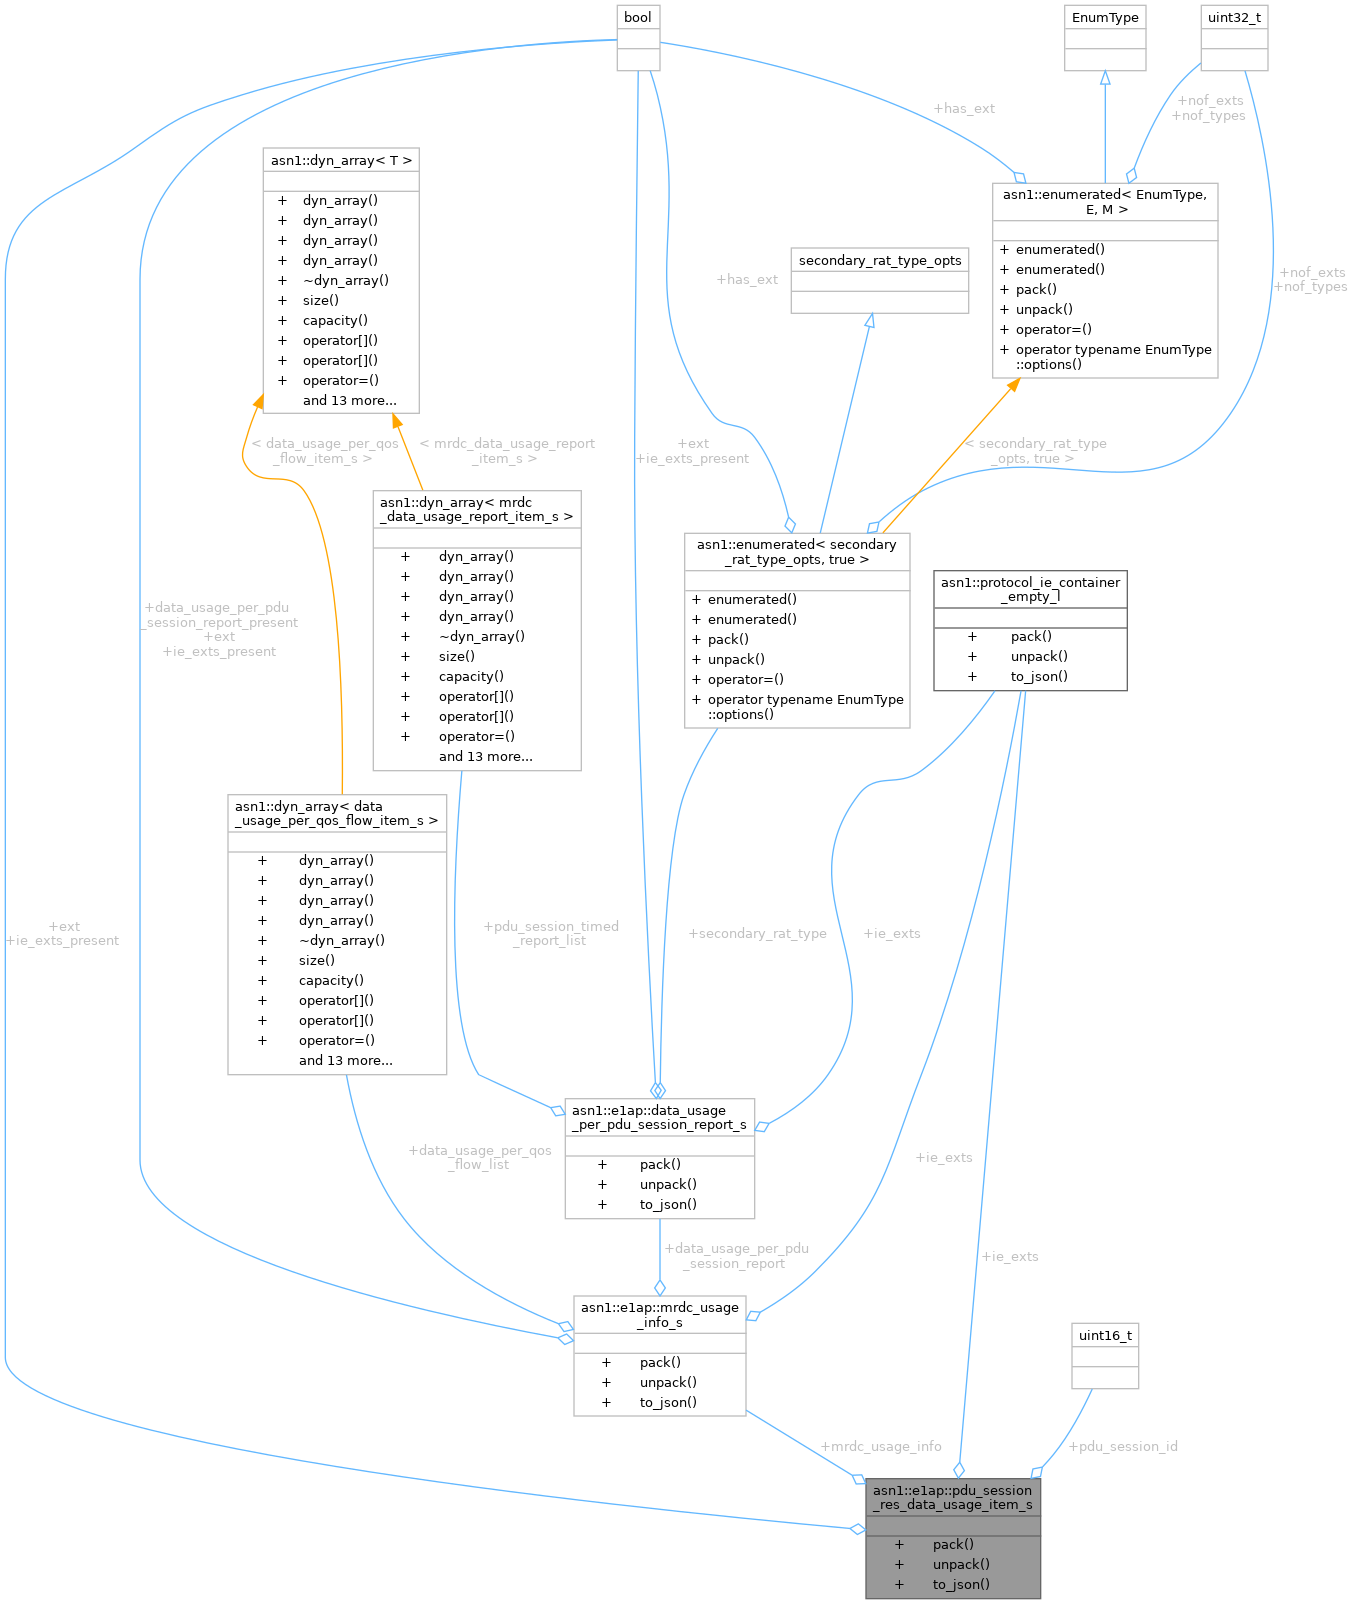 bool
EnumType
uint32_t
+has_ext
+nof_exts
+nof_types
asn1::dyn_array< T >
+ dyn_array()
+ dyn_array()
+ dyn_array()
+ dyn_array()
+ ~dyn_array()
+ size()
+ capacity()
+ operator[]()
+ operator[]()
+ operator=()
and 13 more...
asn1::enumerated< EnumType,
E, M >
+ enumerated()
+ enumerated()
+ pack()
+ unpack()
+ operator=()
+ operator typename EnumType
::options()
secondary_rat_type_opts
+has_ext
+nof_exts
+nof_types
< data_usage_per_qos
_flow_item_s >
< mrdc_data_usage_report
_item_s >
+ext
+ie_exts_present
< secondary_rat_type
_opts, true >
asn1::dyn_array< mrdc
_data_usage_report_item_s >
+ dyn_array()
+ dyn_array()
+ dyn_array()
+ dyn_array()
+ ~dyn_array()
+ size()
+ capacity()
+ operator[]()
+ operator[]()
+ operator=()
and 13 more...
asn1::enumerated< secondary
_rat_type_opts, true >
+ enumerated()
+ enumerated()
+ pack()
+ unpack()
+ operator=()
+ operator typename EnumType
::options()
asn1::protocol_ie_container
_empty_l
+ pack()
+ unpack()
+ to_json()
+data_usage_per_pdu
_session_report_present
+ext
+ie_exts_present
asn1::dyn_array< data
_usage_per_qos_flow_item_s >
+ dyn_array()
+ dyn_array()
+ dyn_array()
+ dyn_array()
+ ~dyn_array()
+ size()
+ capacity()
+ operator[]()
+ operator[]()
+ operator=()
and 13 more...
+ext
+ie_exts_present
+pdu_session_timed
_report_list
+secondary_rat_type
+ie_exts
asn1::e1ap::data_usage
_per_pdu_session_report_s
+ pack()
+ unpack()
+ to_json()
+data_usage_per_qos
_flow_list
+ie_exts
+data_usage_per_pdu
_session_report
+ie_exts
asn1::e1ap::mrdc_usage
_info_s
+ pack()
+ unpack()
+ to_json()
uint16_t
+mrdc_usage_info
+pdu_session_id
asn1::e1ap::pdu_session
_res_data_usage_item_s
+ pack()
+ unpack()
+ to_json()